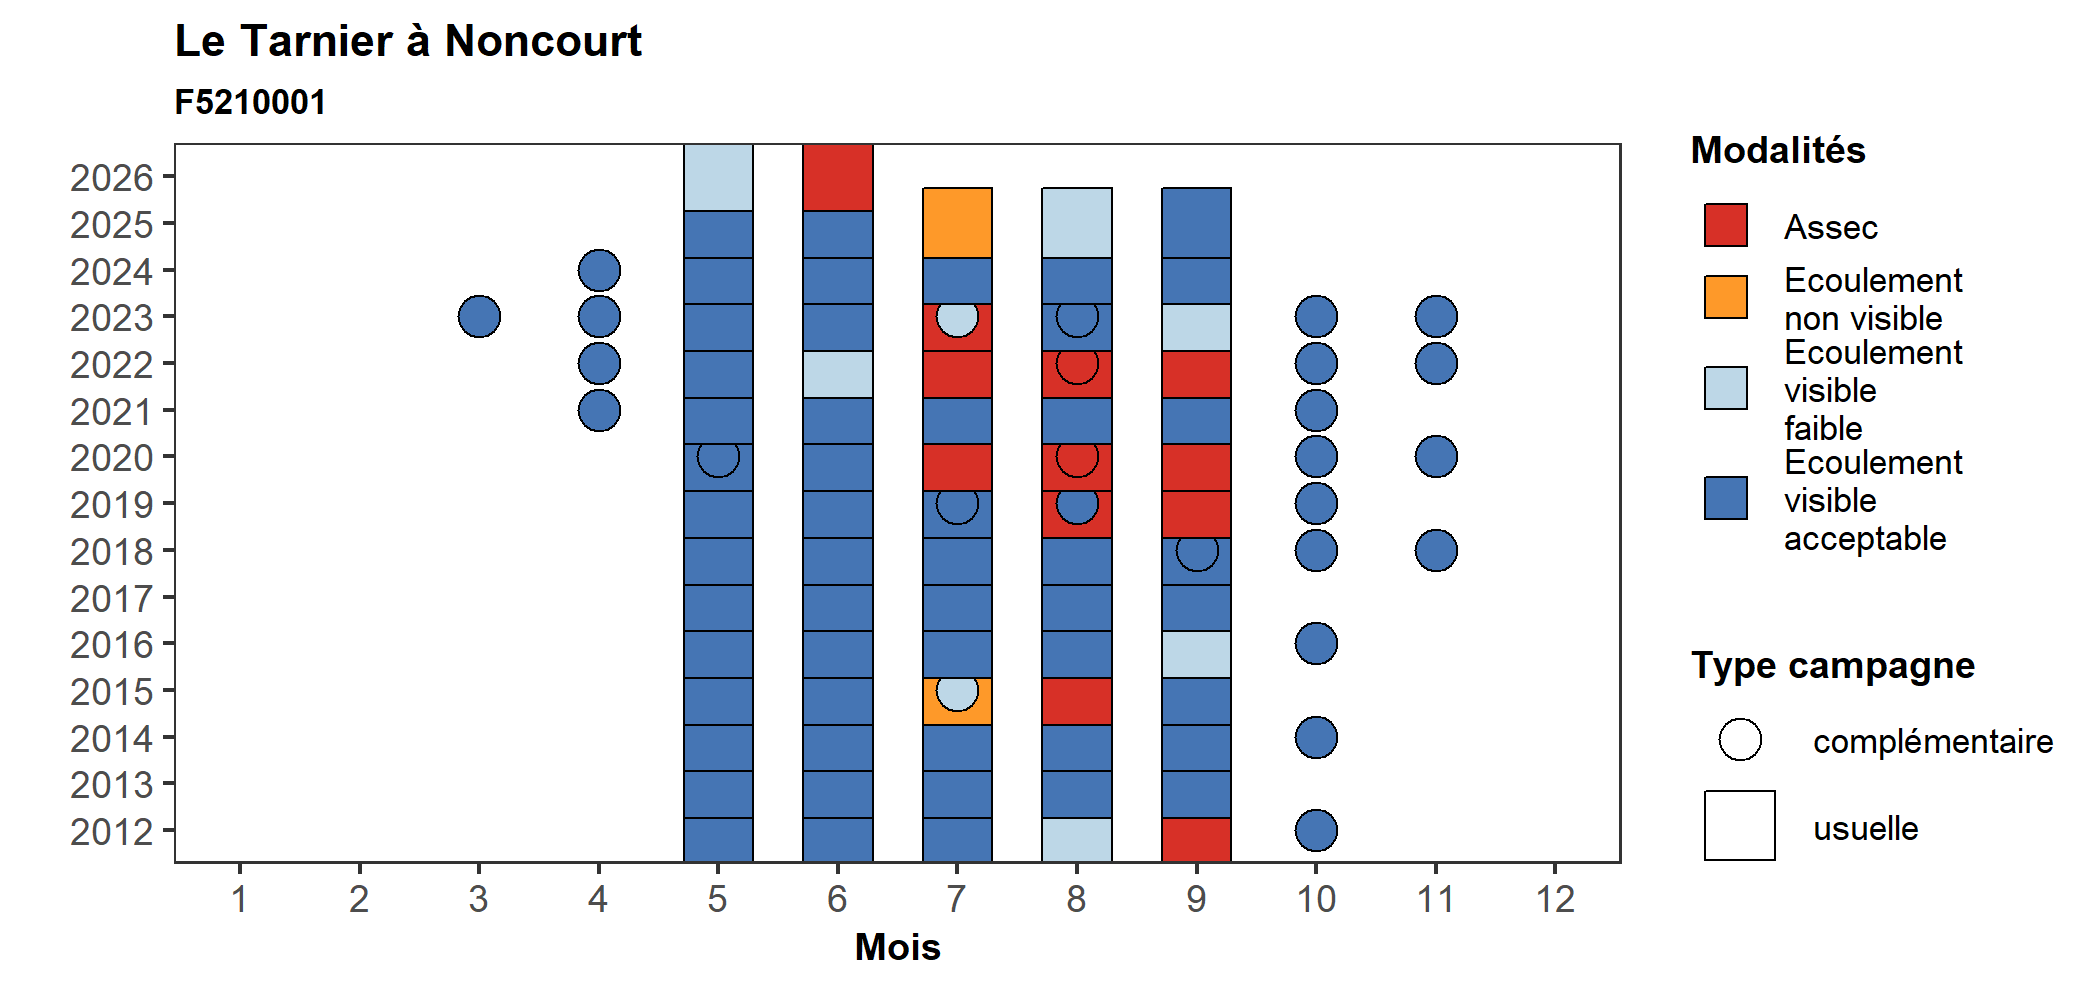 Le Tarnier à Noncourt
F5210001
2026
2025
2024
2023
2022
2021
2020
2019
2018
2017
2016
2015
2014
2013
2012
1 2 3 4 5 6 7 8 9 10 11 12
Mois
Modalités
Assec
Ecoulement
non visible
Ecoulement
visible
faible
Ecoulement
visible
acceptable
Type campagne
complémentaire
usuelle